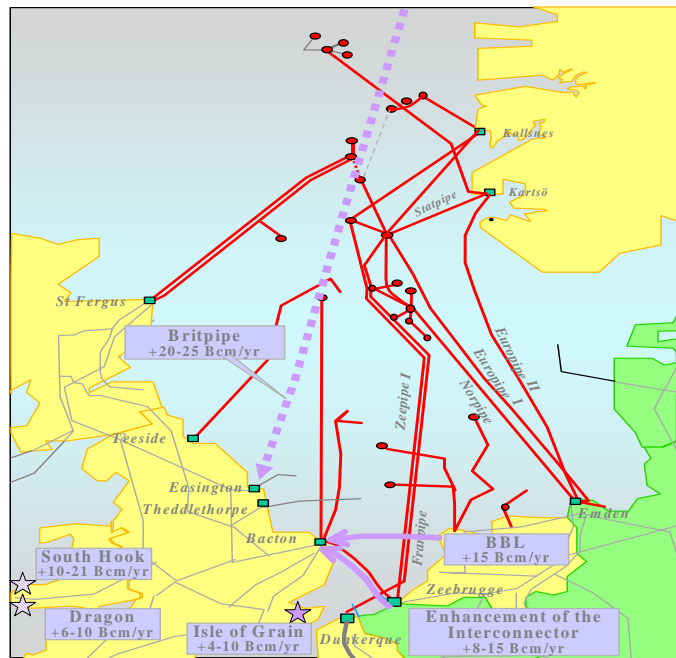 Kollsnes
Kartsö
Statpipe
St Fergus
Britpipe
+20-25 Bcm/yr
Europipe II
Europipe I
Norpipe
Zeepipe I
Teeside
Easington
Theddlethorpe
Emden
Bacton
Franpipe
BBL
+15 Bcm/yr
South Hook
+10-21 Bcm/yr
Zeebrugge
Dragon
+6-10 Bcm/yr
Isle of Grain
+4-10 Bcm/yr
Dunkerque
Enhancement of the
Interconnector
+8-15 Bcm/yr